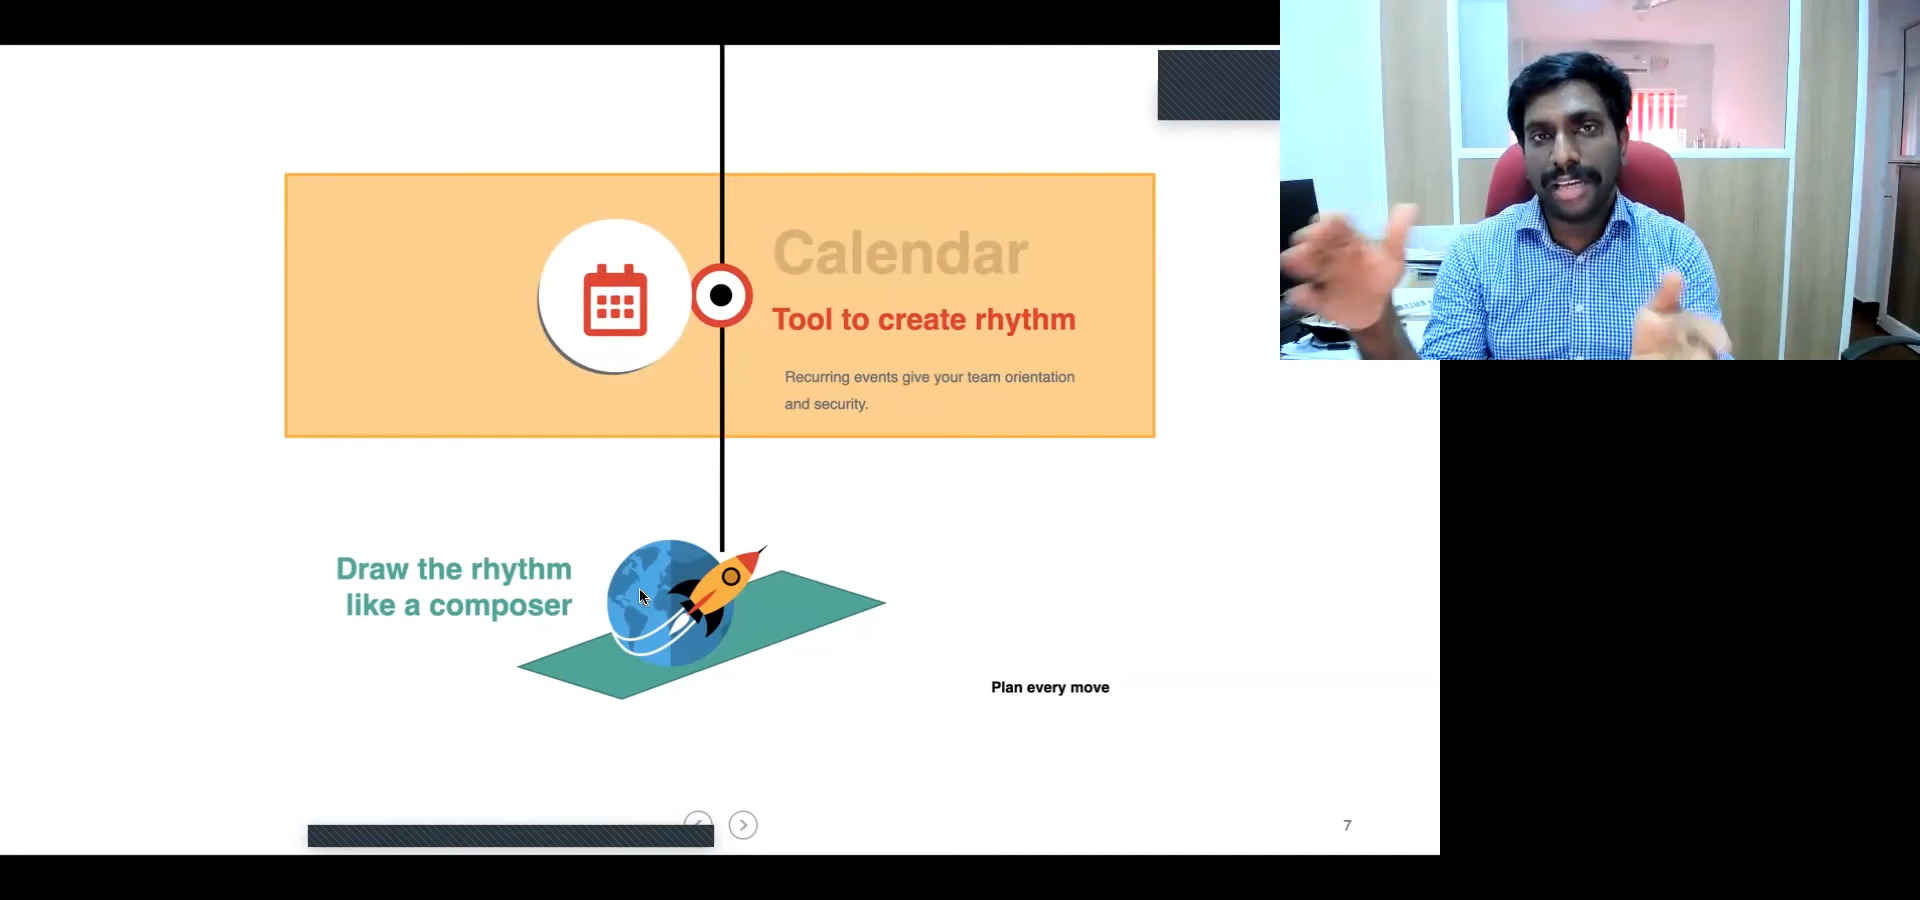 Calendar
Tool to create rhythm
Recurring events give your team orientation
and security.
Draw the rhythm
like a composer
Plan every move
7